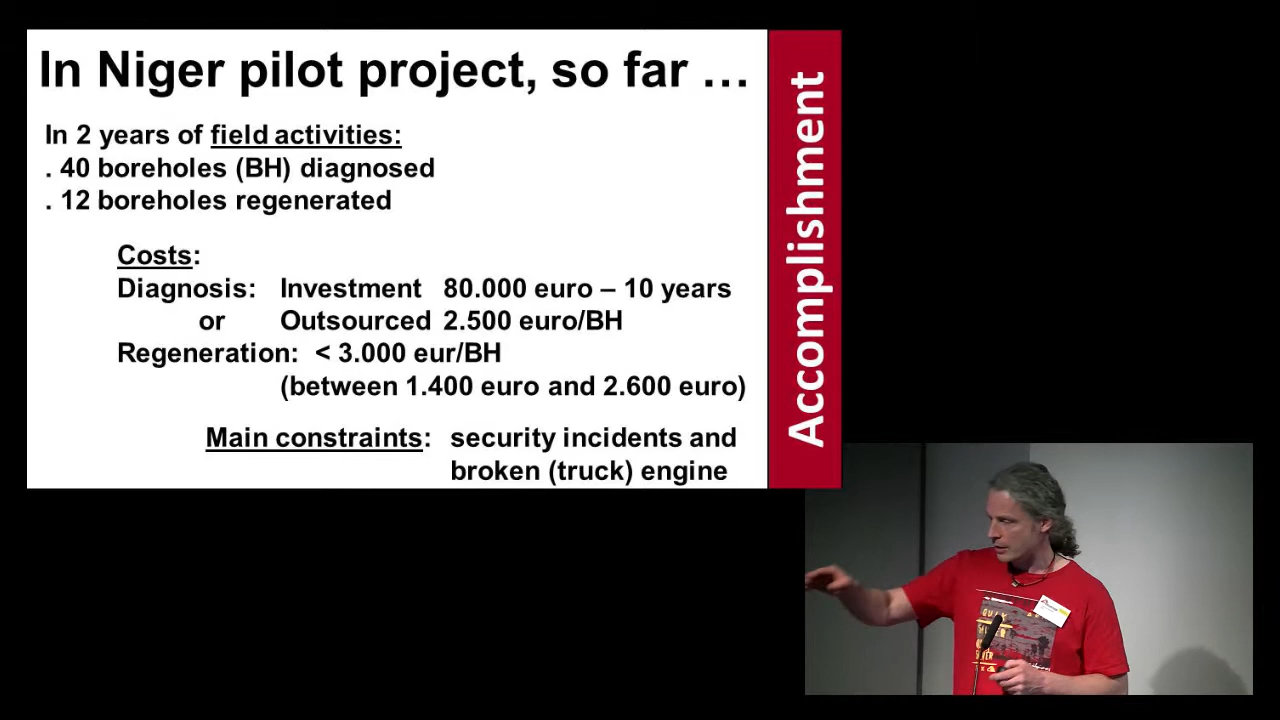 In Niger pilot project, so far …
In 2 years of field activities:
. 40 boreholes (BH) diagnosed
. 12 boreholes regenerated
Costs:
Diagnosis: Investment 80.000 euro – 10 years
or Outsourced 2.500 euro/BH
Regeneration: < 3.000 eur/BH
(between 1.400 euro and 2.600 euro)
Main constraints: security incidents and
broken (truck) engine
Accomplishment